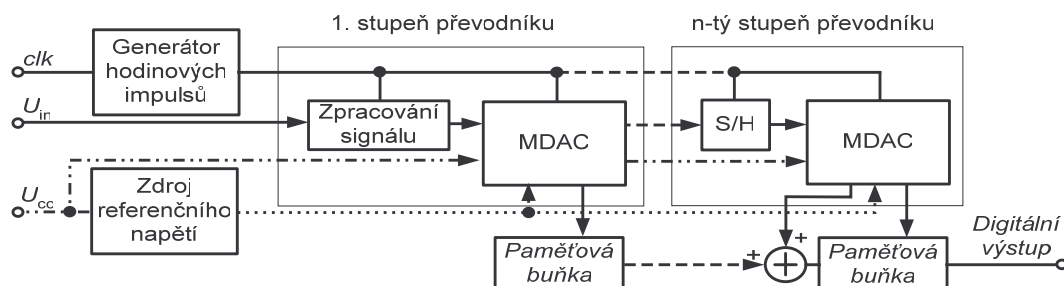 1. stupeň převodníku
n-tý stupeň převodníku
clk
Generátor
hodinových
impulsů
Uin
Zpracování
signálu
MDAC
S/H
MDAC
Ucc
Zdroj
referenčního
napětí
Paměťová
buňka
+
+
Paměťová
buňka
Digitální
výstup